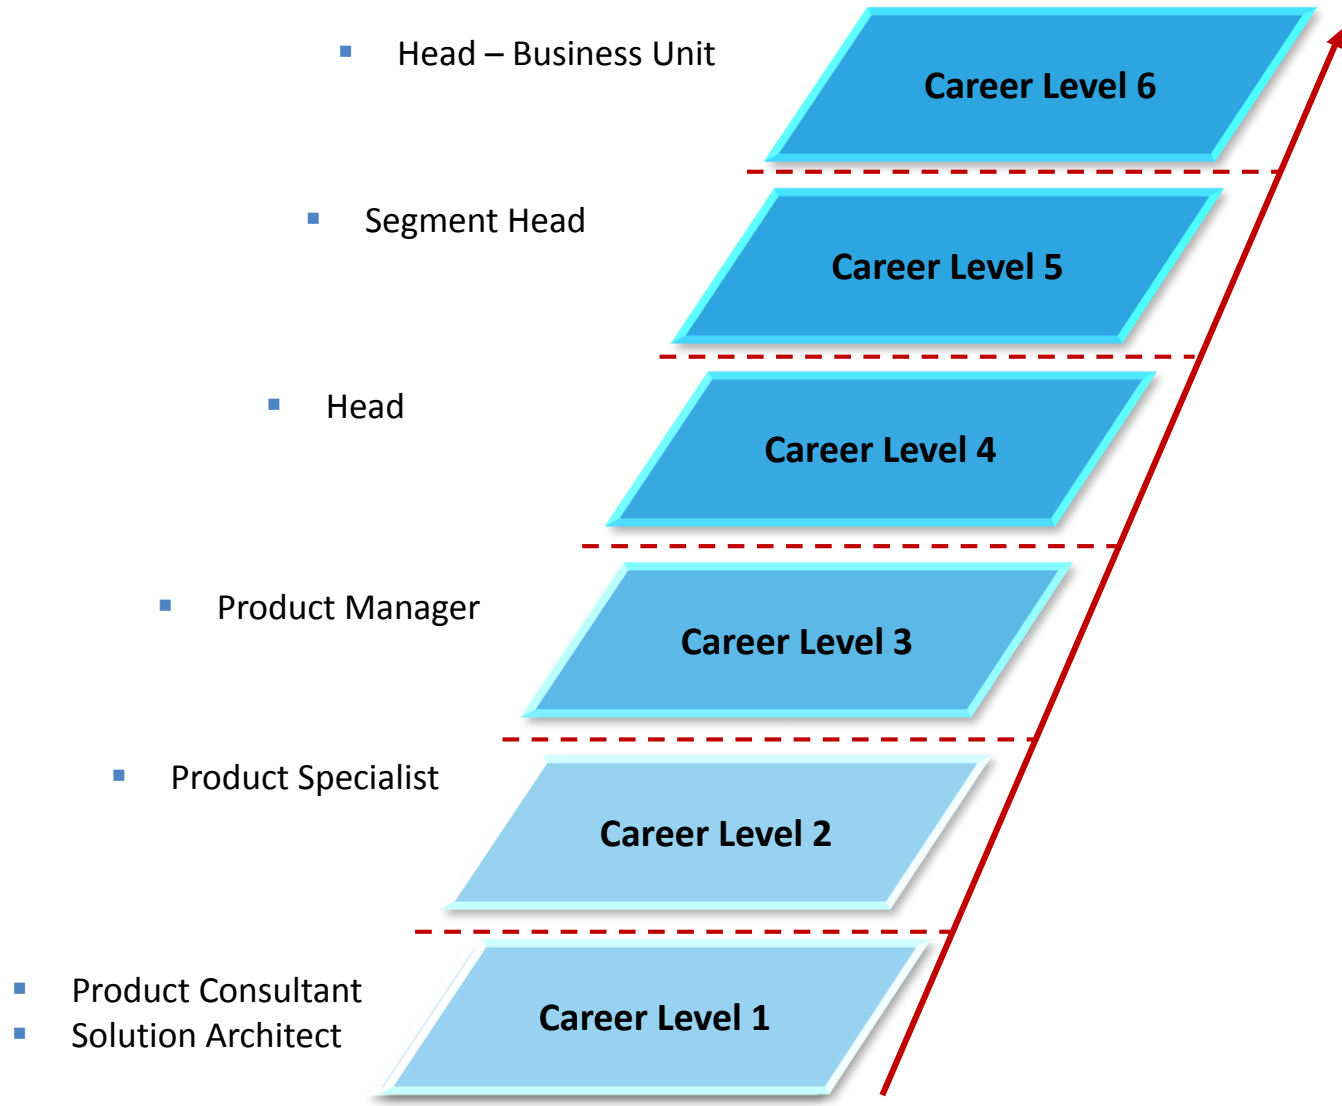 Head – Business Unit
Career Level 6
Segment Head
Career Level 5
Head
Career Level 4
Product Manager
Career Level 3
Product Specialist
Career Level 2
Product Consultant
Solution Architect
Career Level 1